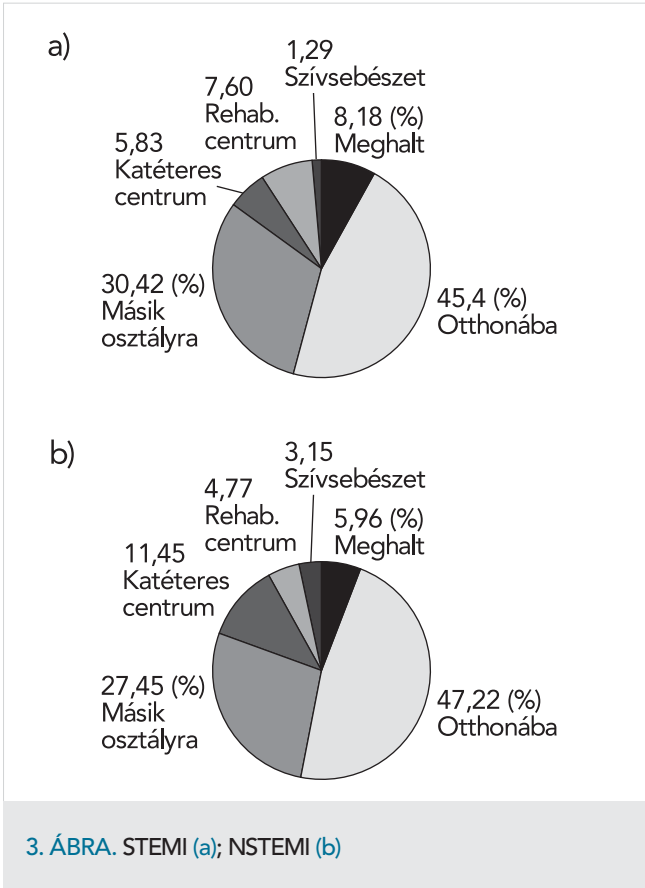 a)
1,29
Szívsebészet
7,60
Rehab.
centrum
8,18 (%)
Meghalt
5,83
Katéteres
centrum
30,42 (%)
Másik
osztályra
45,4 (%)
Otthonába
b)
3,15
Szívsebészet
4,77
Rehab.
centrum
5,96 (%)
Meghalt
11,45
Katéteres
centrum
27,45 (%)
Másik
osztályra
47,22 (%)
Otthonába
3. ÁBRA. STEMI (a); NSTEMI (b)